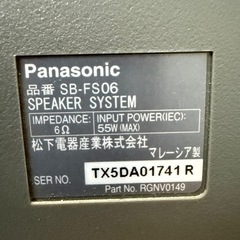 Panasonic
品番 SB-FS06
SPEAKER SYSTEM
IMPEDANCE: INPUT POWER(IEC):
6Ω 55W(MAX)
松下電器産業株式会社
マレーシア製
SER NO. TX5DA01741 R
Part No. RGNV0149